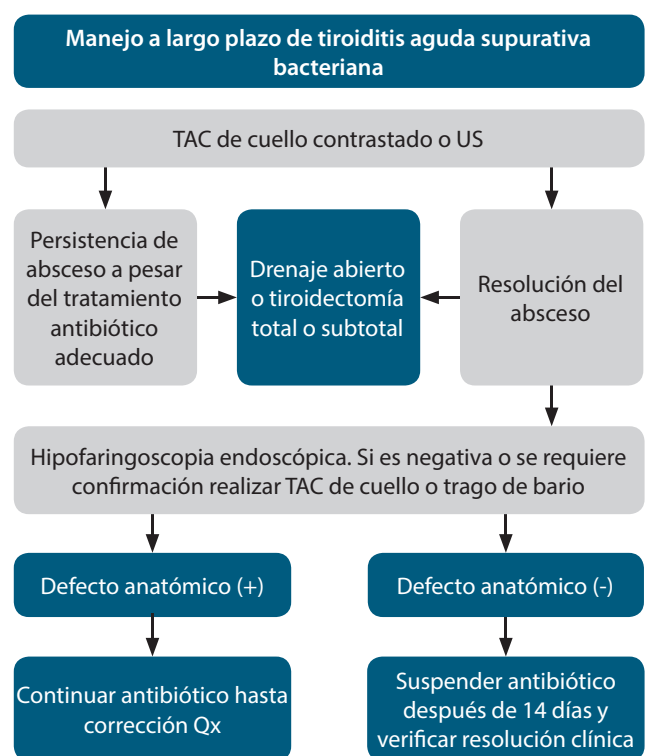 Manejo a largo plazo de tiroiditis aguda supurativa
bacteriana
TAC de cuello contrastado o US
Persistencia de
absceso a pesar
del tratamiento
antibiótico
adecuado
Drenaje abierto
o tiroidectomía
total o subtotal
Resolución del
absceso
Hipofaringoscopia endoscópica. Si es negativa o se requiere
confirmación realizar TAC de cuello o trago de bario
Defecto anatómico (+)
Defecto anatómico (-)
Continuar antibiótico hasta
corrección Qx
Suspender antibiótico
después de 14 días y
verificar resolución clínica